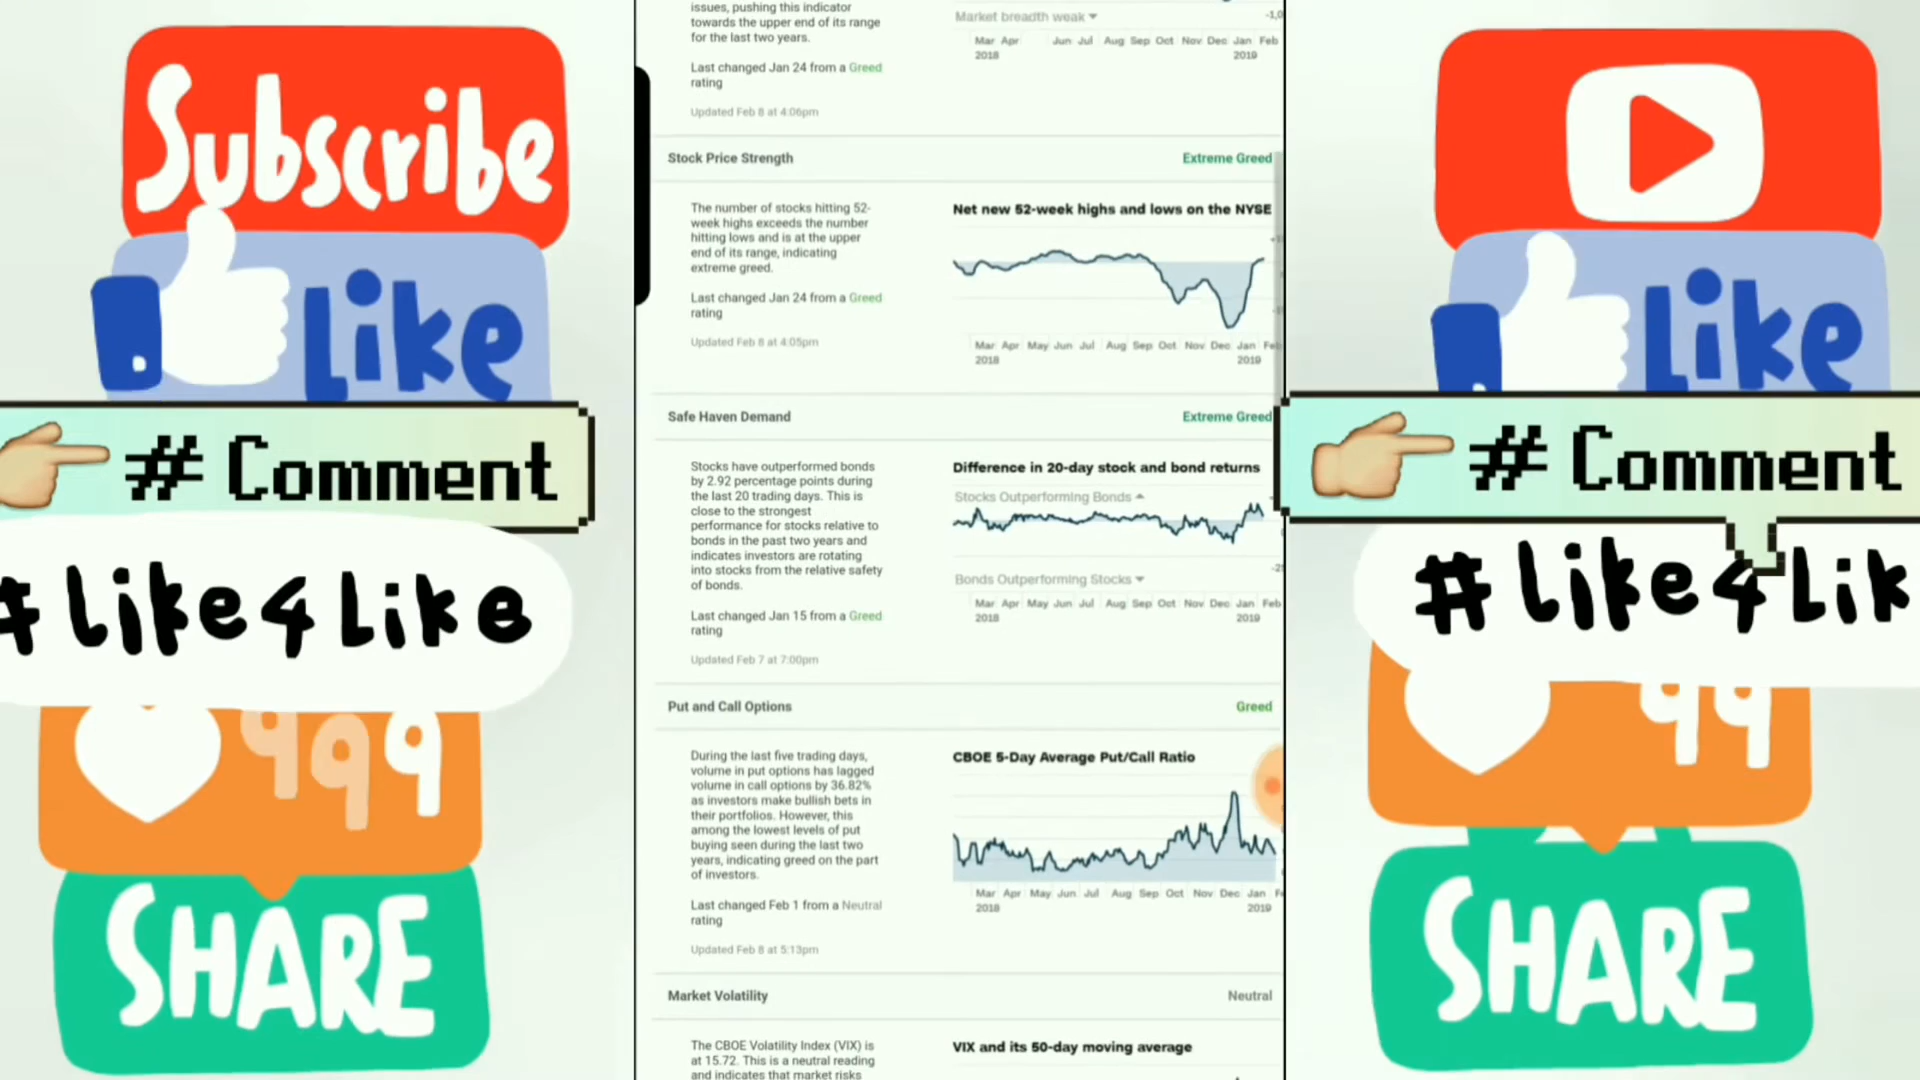 Subscribe
Like
# Comment
#Like4Like
999
SHARE
issues, pushing this indicator
towards the upper end of its range
for the last two years.
Last changed Jan 24 from a Greed
rating
Updated Feb 8 at 4:06pm
Market breadth weak
Mar Apr Jun Jul Aug Sep Oct Nov Dec Jan Feb
2018 2019
Stock Price Strength
Extreme Greed
The number of stocks hitting 52-
week highs exceeds the number
hitting lows and is at the upper
end of its range, indicating
extreme greed.
Last changed Jan 24 from a Greed
rating
Updated Feb 8 at 4:05pm
Net new 52-week highs and lows on the NYSE
Mar Apr May Jun Jul Aug Sep Oct Nov Dec Jan
2018 2019
Safe Haven Demand
Extreme Greed
Stocks have outperformed bonds
by 2.92 percentage points during
the last 20 trading days. This is
close to the strongest
performance for stocks relative to
bonds in the past two years and
indicates investors are rotating
into stocks from the relative safety
of bonds.
Last changed Jan 15 from a Greed
rating
Updated Feb 7 at 7:00pm
Difference in 20-day stock and bond returns
Stocks Outperforming Bonds
Bonds Outperforming Stocks
Mar Apr May Jun Jul Aug Sep Oct Nov Dec Jan Feb
2018 2019
Put and Call Options
Greed
During the last five trading days,
volume in put options has lagged
volume in call options by 36.82%
as investors make bullish bets in
their portfolios. However, this
among the lowest levels of put
buying seen during the last two
years, indicating greed on the part
of investors.
Last changed Feb 1 from a Neutral
rating
Updated Feb 8 at 5:13pm
CBOE 5-Day Average Put/Call Ratio
Mar Apr May Jun Jul Aug Sep Oct Nov Dec Jan
2018 2019
Market Volatility
Neutral
The CBOE Volatility Index (VIX) is
at 15.72. This is a neutral reading
and indicates that market risks
VIX and its 50-day moving average
Like
# Comment
#Like4Lik
99
SHARE